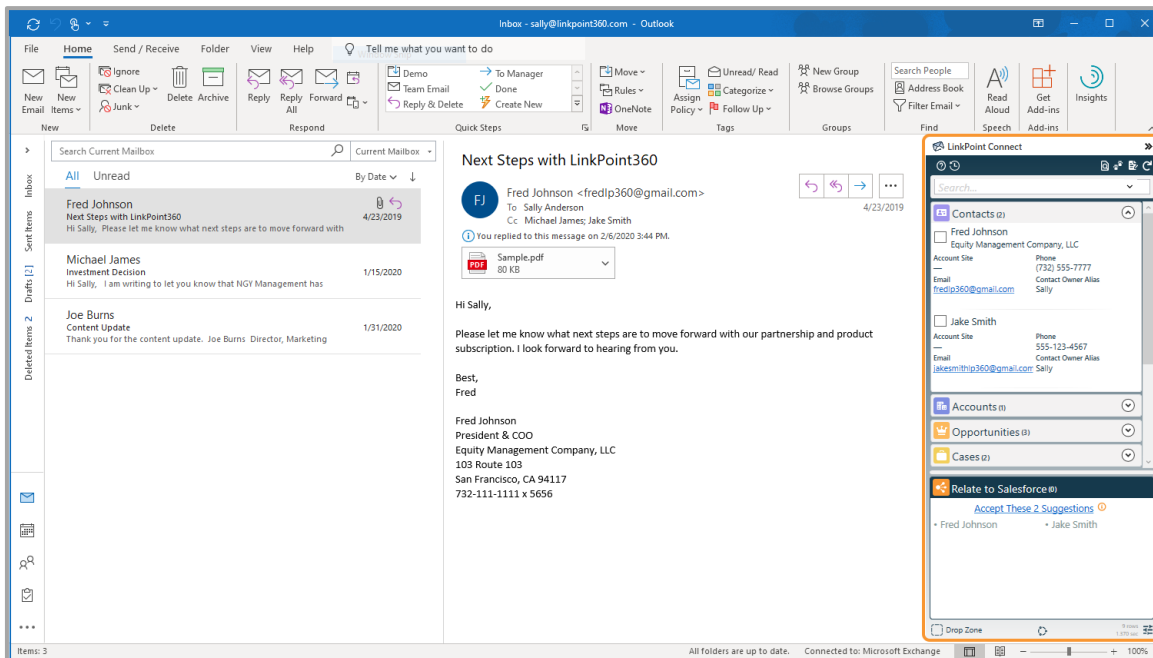 Inbox - sally@linkpoint360.com - Outlook
File Home Send / Receive Folder View Help Tell me what you want to do
New Email
New Items
Ignore
Clean Up
Junk
Delete
Archive
Reply
Reply All
Forward
Demo
Team Email
Reply & Delete
To Manager
Done
Create New
Move
Rules
OneNote
Assign Policy
Unread/ Read
Categorize
Follow Up
New Group
Browse Groups
Search People
Address Book
Filter Email
Read Aloud
Get Add-ins
Insights
New Delete Respond Quick Steps Move Tags Groups Find Speech Add-ins
Inbox
Sent Items
Drafts [2]
Deleted Items 2
Search Current Mailbox Current Mailbox
All Unread By Date
Fred Johnson
Next Steps with LinkPoint360 4/23/2019
Hi Sally, Please let me know what next steps are to move forward with
Michael James
Investment Decision 1/15/2020
Hi Sally, I am writing to let you know that NGY Management has
Joe Burns
Content Update 1/31/2020
Thank you for the content update. Joe Burns Director, Marketing
Next Steps with LinkPoint360
FJ
Fred Johnson <fredlp360@gmail.com>
To Sally Anderson
Cc Michael James; Jake Smith
4/23/2019
You replied to this message on 2/6/2020 3:44 PM.
PDF
Sample.pdf
80 KB
Hi Sally,
Please let me know what next steps are to move forward with our partnership and product
subscription. I look forward to hearing from you.
Best,
Fred
Fred Johnson
President & COO
Equity Management Company, LLC
103 Route 103
San Francisco, CA 94117
732-111-1111 x 5656
LinkPoint Connect
Search...
Contacts (2)
Fred Johnson
Equity Management Company, LLC
Account Site Phone
— (732) 555-7777
Email Contact Owner Alias
fredlp360@gmail.com Sally
Jake Smith
Account Site Phone
— 555-123-4567
Email Contact Owner Alias
jakesmithlp360@gmail.com Sally
Accounts (1)
Opportunities (3)
Cases (2)
Relate to Salesforce (0)
Accept These 2 Suggestions
• Fred Johnson • Jake Smith
Drop Zone
Items: 3 All folders are up to date. Connected to: Microsoft Exchange 100%